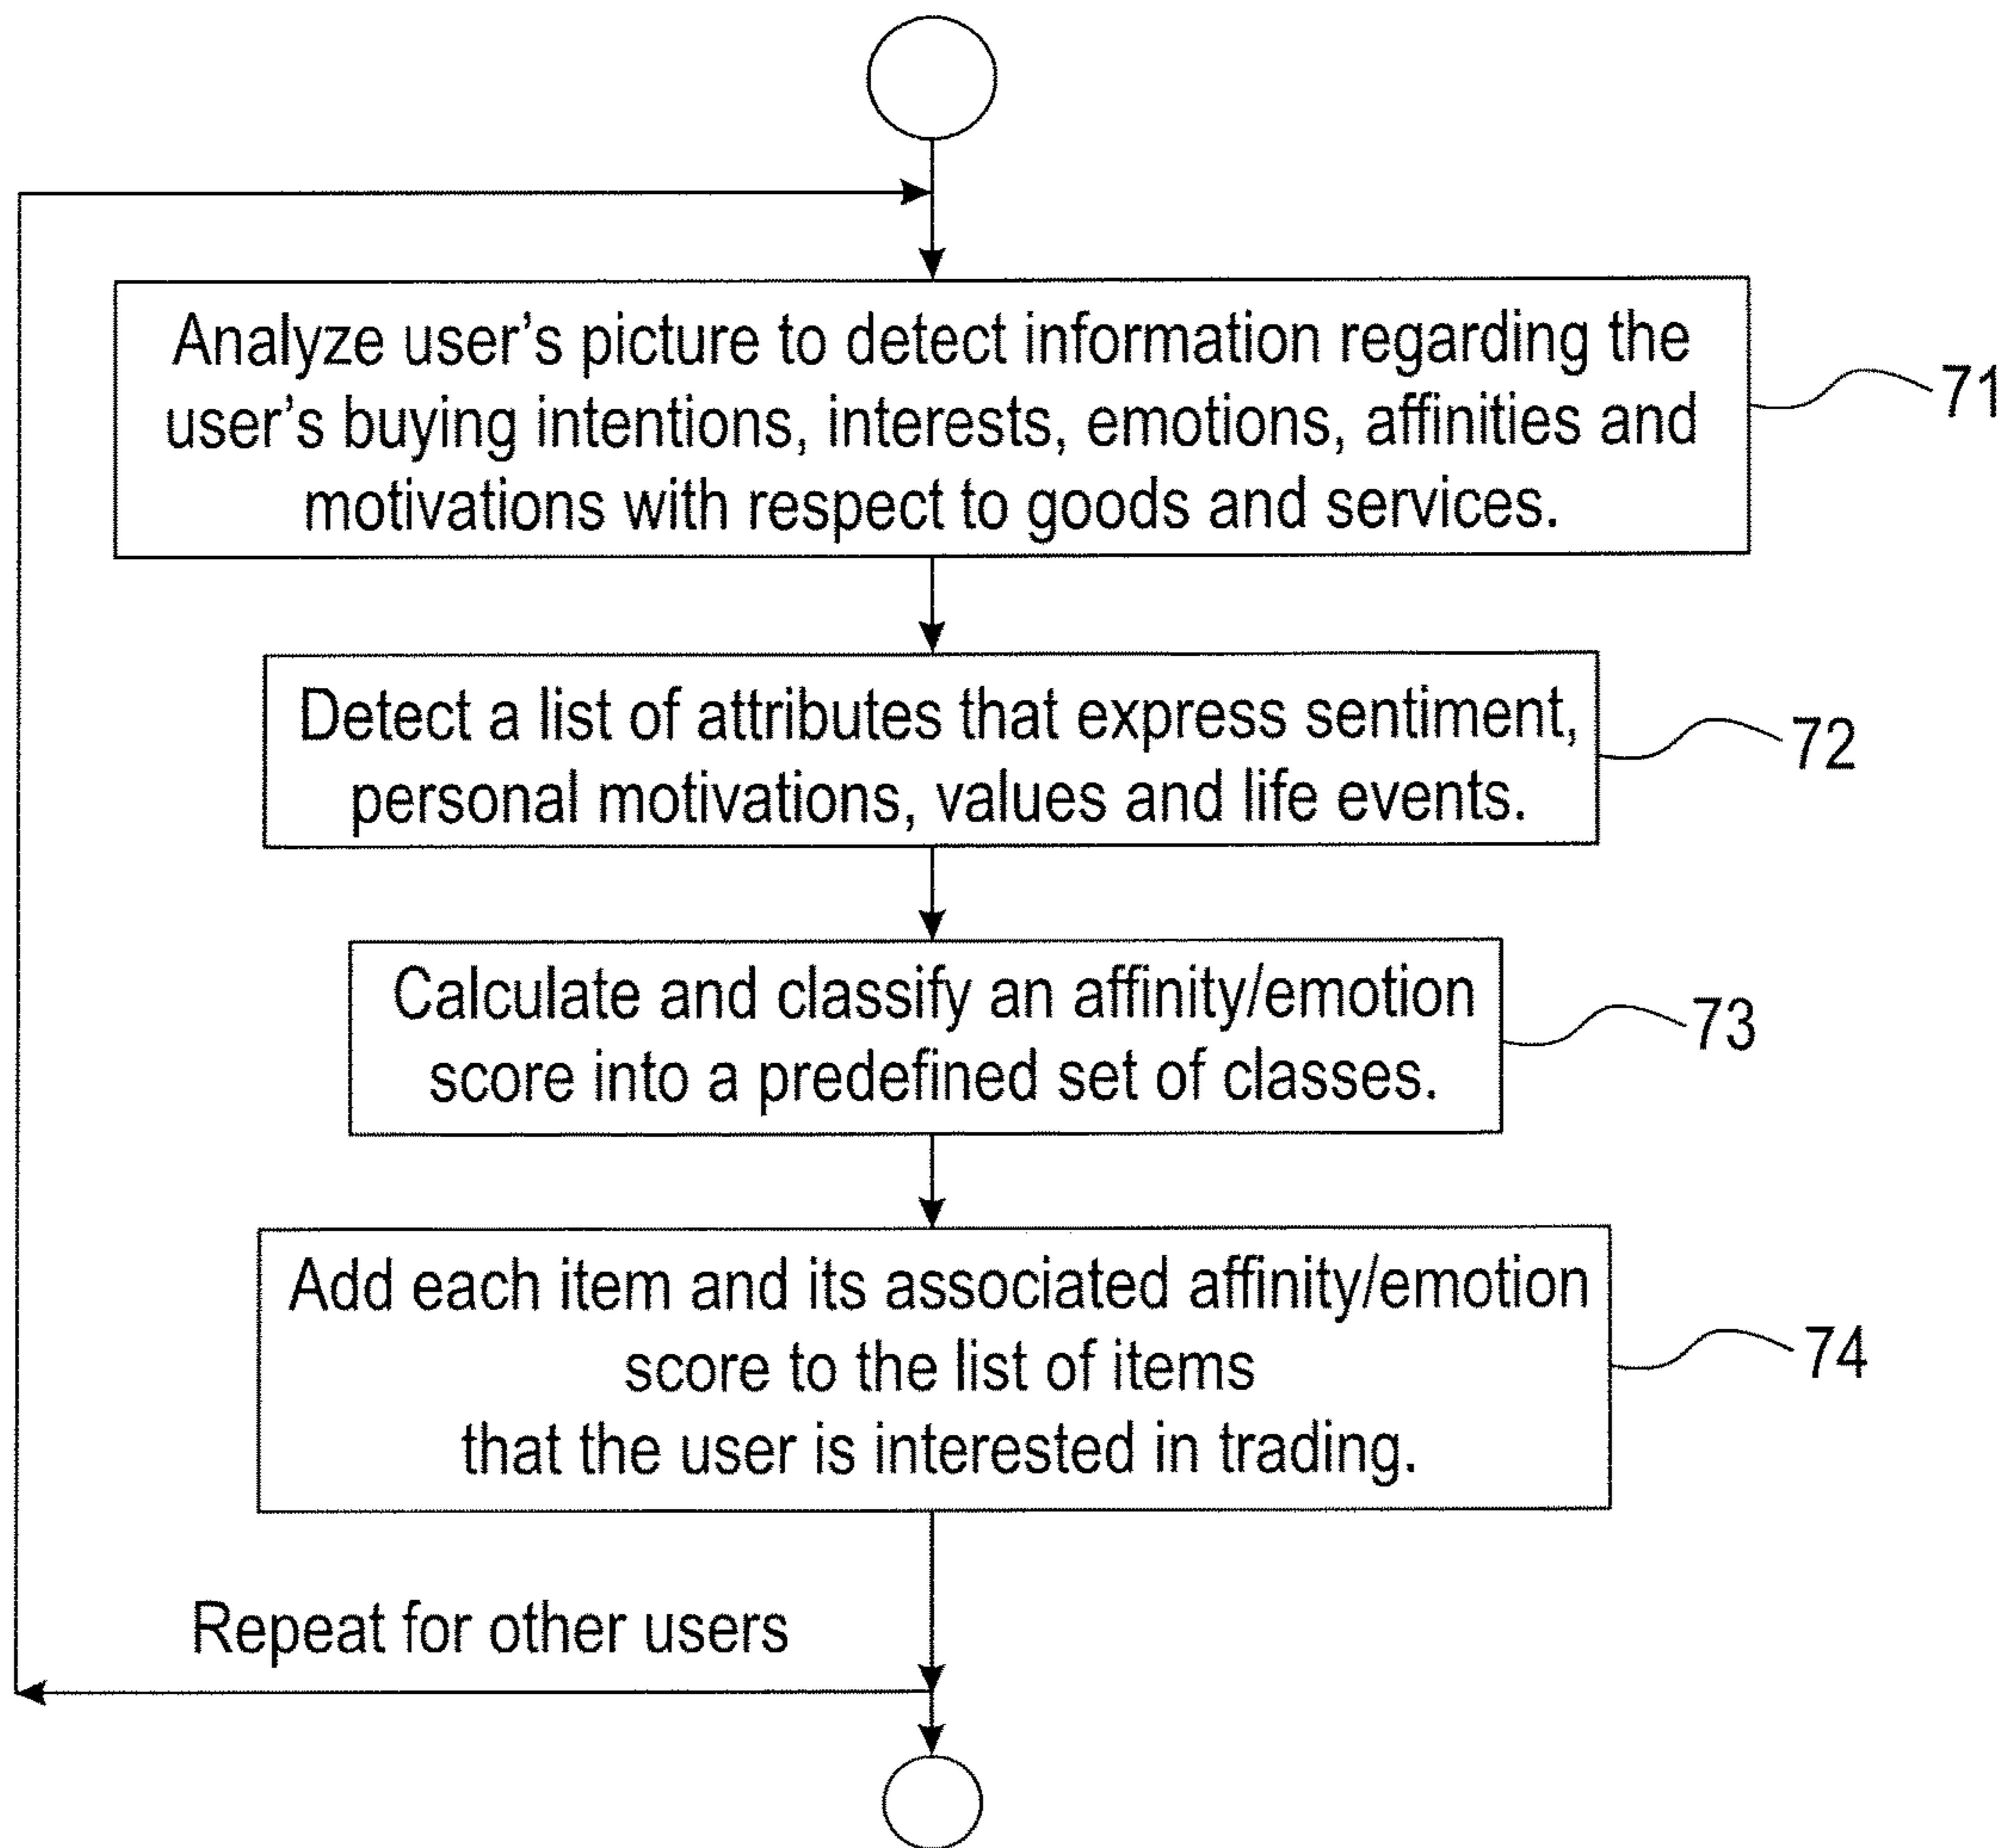 Analyze user's picture to detect information regarding the
user's buying intentions, interests, emotions, affinities and
motivations with respect to goods and services.
71
Detect a list of attributes that express sentiment,
personal motivations, values and life events.
72
Calculate and classify an affinity/emotion
score into a predefined set of classes.
73
Add each item and its associated affinity/emotion
score to the list of items
that the user is interested in trading.
74
Repeat for other users